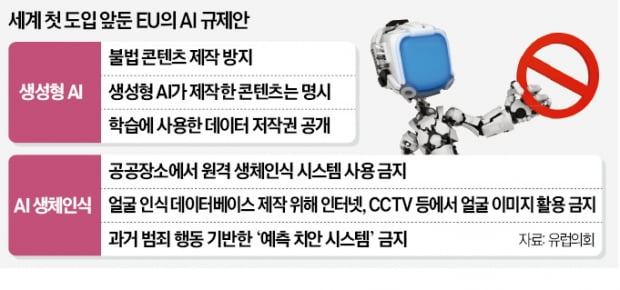 세계 첫 도입 앞둔 EU의 AI 규제안
생성형 AI
불법 콘텐츠 제작 방지
생성형 AI가 제작한 콘텐츠는 명시
학습에 사용한 데이터 저작권 공개
AI 생체인식
공공장소에서 원격 생체인식 시스템 사용 금지
얼굴 인식 데이터베이스 제작 위해 인터넷, CCTV 등에서 얼굴 이미지 활용 금지
과거 범죄 행동 기반한 ‘예측 치안 시스템’ 금지
자료: 유럽의회